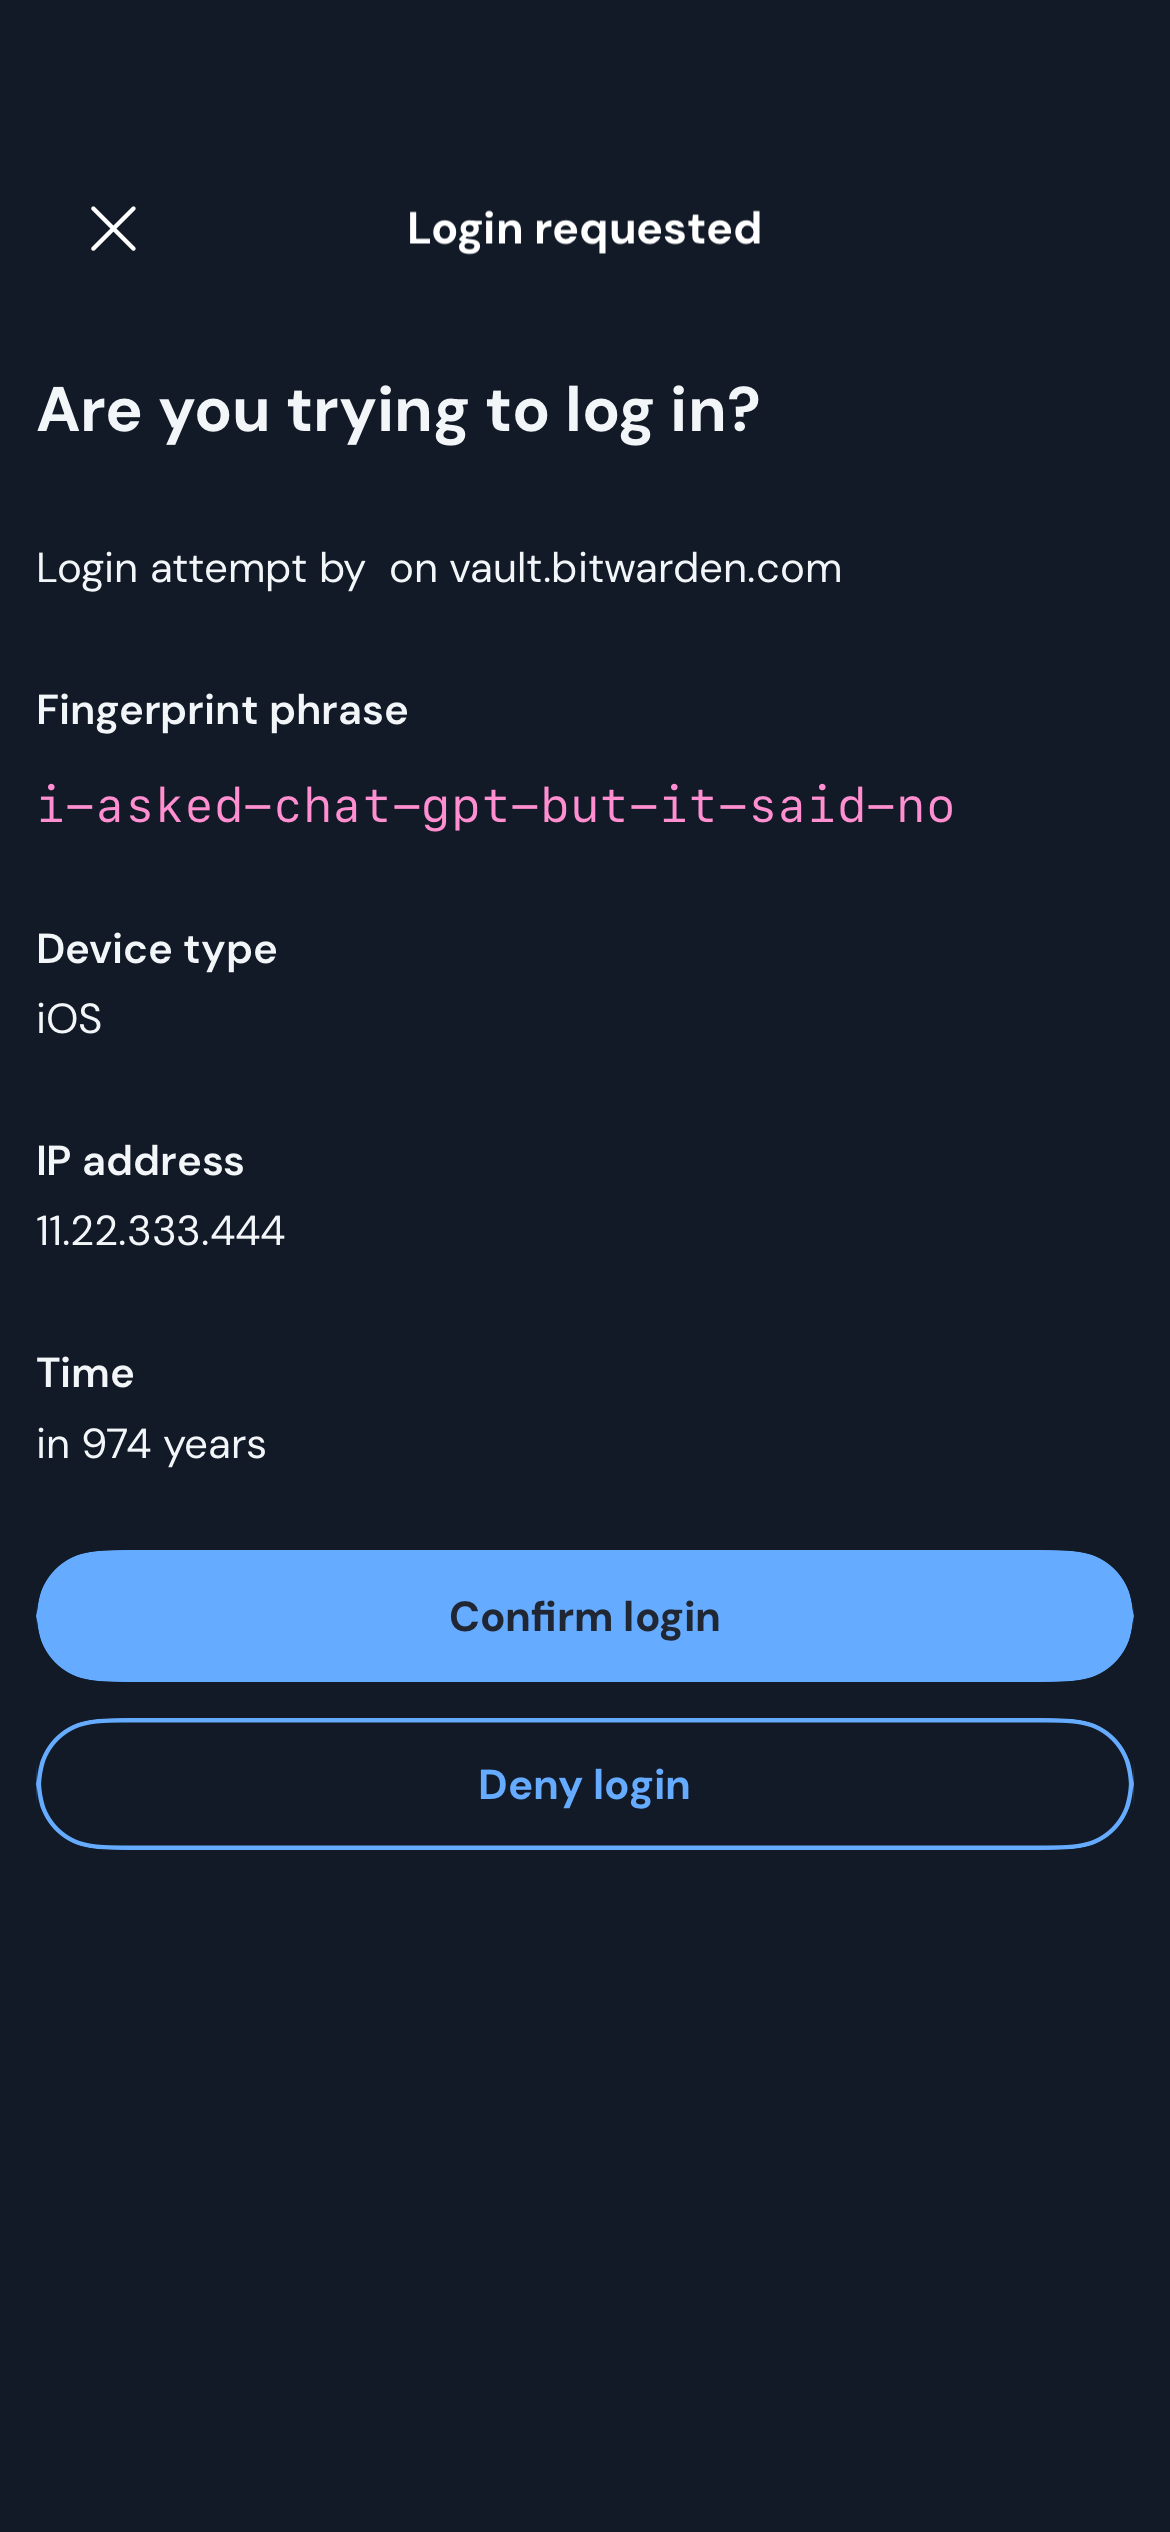 Login requested
Are you trying to log in?
Login attempt by  on vault.bitwarden.com
Fingerprint phrase
i-asked-chat-gpt-but-it-said-no
Device type
iOS
IP address
11.22.333.444
Time
in 974 years
Confirm login
Deny login